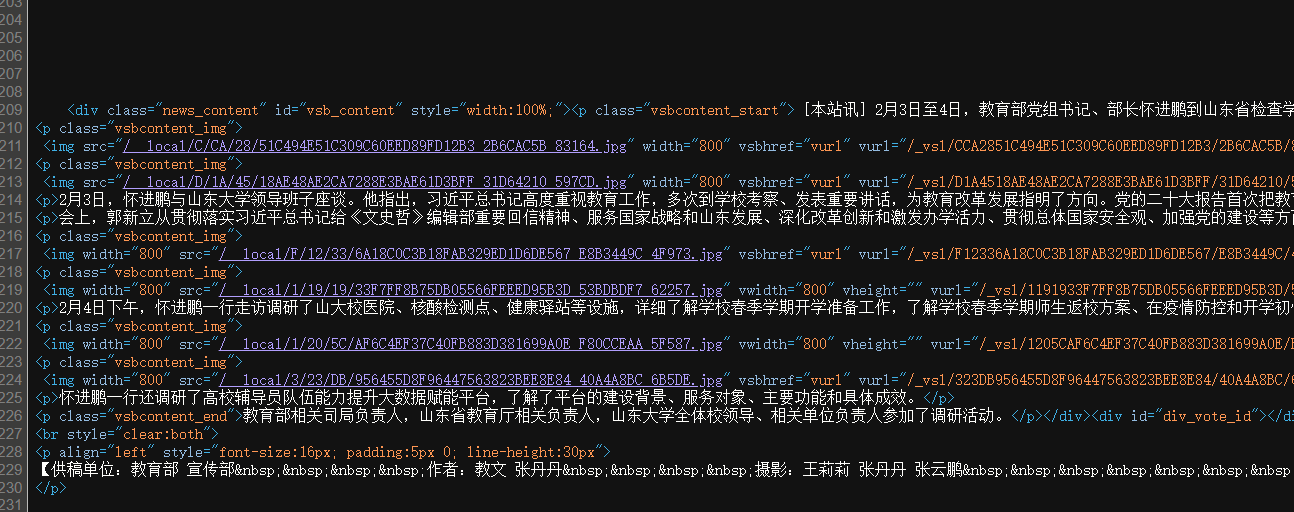 203
204
205
206
207
208
209 <div class="news_content" id="vsb_content" style="width:100%;"><p class="vsbcontent_start"> [本站讯] 2月3日至4日，教育部党组书记、部长怀进鹏到山东省检查学
210 <p class="vsbcontent_img">
211 <img src="/__local/C/CA/28/51C494E51C309C60EED89FD12B3_2B6CAC5B_83164.jpg" width="800" vsbhref="vurl" vurl="/_vsl/CCA2851C494E51C309C60EED89FD12B3/2B6CAC5B/8
212 <p class="vsbcontent_img">
213 <img src="/__local/D/1A/45/18AE48AE2CA7288E3BAE61D3BFF_31D64210_597CD.jpg" width="800" vsbhref="vurl" vurl="/_vsl/D1A4518AE48AE2CA7288E3BAE61D3BFF/31D64210/5
214 <p>2月3日，怀进鹏与山东大学领导班子座谈。他指出，习近平总书记高度重视教育工作，多次到学校考察、发表重要讲话，为教育改革发展指明了方向。党的二十大报告首次把教
215 <p>会上，郭新立从贯彻落实习近平总书记给《文史哲》编辑部重要回信精神、服务国家战略和山东发展、深化改革创新和激发办学活力、贯彻总体国家安全观、加强党的建设等方
216 <p class="vsbcontent_img">
217 <img width="800" src="/__local/F/12/33/6A18C0C3B18FAB329ED1D6DE567_E8B3449C_4F973.jpg" vsbhref="vurl" vurl="/_vsl/F12336A18C0C3B18FAB329ED1D6DE567/E8B3449C/4
218 <p class="vsbcontent_img">
219 <img width="800" src="/__local/1/19/19/33F7FF8B75DB05566FEEED95B3D_53BDBDF7_62257.jpg" vwidth="800" vheight="" vurl="/_vsl/1191933F7FF8B75DB05566FEEED95B3D/5
220 <p>2月4日下午，怀进鹏一行走访调研了山大校医院、核酸检测点、健康驿站等设施，详细了解学校春季学期开学准备工作，了解学校春季学期师生返校方案、在疫情防控和开学初
221 <p class="vsbcontent_img">
222 <img width="800" src="/__local/1/20/5C/AF6C4EF37C40FB883D381699A0E_F80CCEAA_5F587.jpg" vwidth="800" vheight="" vurl="/_vsl/1205CAF6C4EF37C40FB883D381699A0E/
223 <p class="vsbcontent_img">
224 <img width="800" src="/__local/3/23/DB/956455D8F96447563823BEE8E84_40A4A8BC_6B5DE.jpg" vsbhref="vurl" vurl="/_vsl/323DB956455D8F96447563823BEE8E84/40A4A8BC/6
225 <p>怀进鹏一行还调研了高校辅导员队伍能力提升大数据赋能平台，了解了平台的建设背景、服务对象、主要功能和具体成效。</p>
226 <p class="vsbcontent_end">教育部相关司局负责人，山东省教育厅相关负责人，山东大学全体校领导、相关单位负责人参加了调研活动。</p></div><div id="div_vote_id"></di
227 <br style="clear:both">
228 <p align="left" style="font-size:16px; padding:5px 0; line-height:30px">
229 【供稿单位：教育部 宣传部&nbsp;&nbsp;&nbsp;&nbsp;作者：教文 张丹丹&nbsp;&nbsp;&nbsp;&nbsp;摄影：王莉莉 张丹丹 张云鹏&nbsp;&nbsp;&nbsp;&nbsp
230 </p>
231